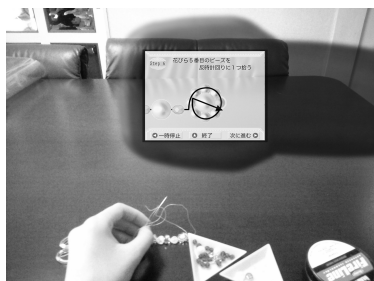 花びら5番目のビーズを
反時計回りに1つ拾う
一時停止
終了
次に進む
FireLine